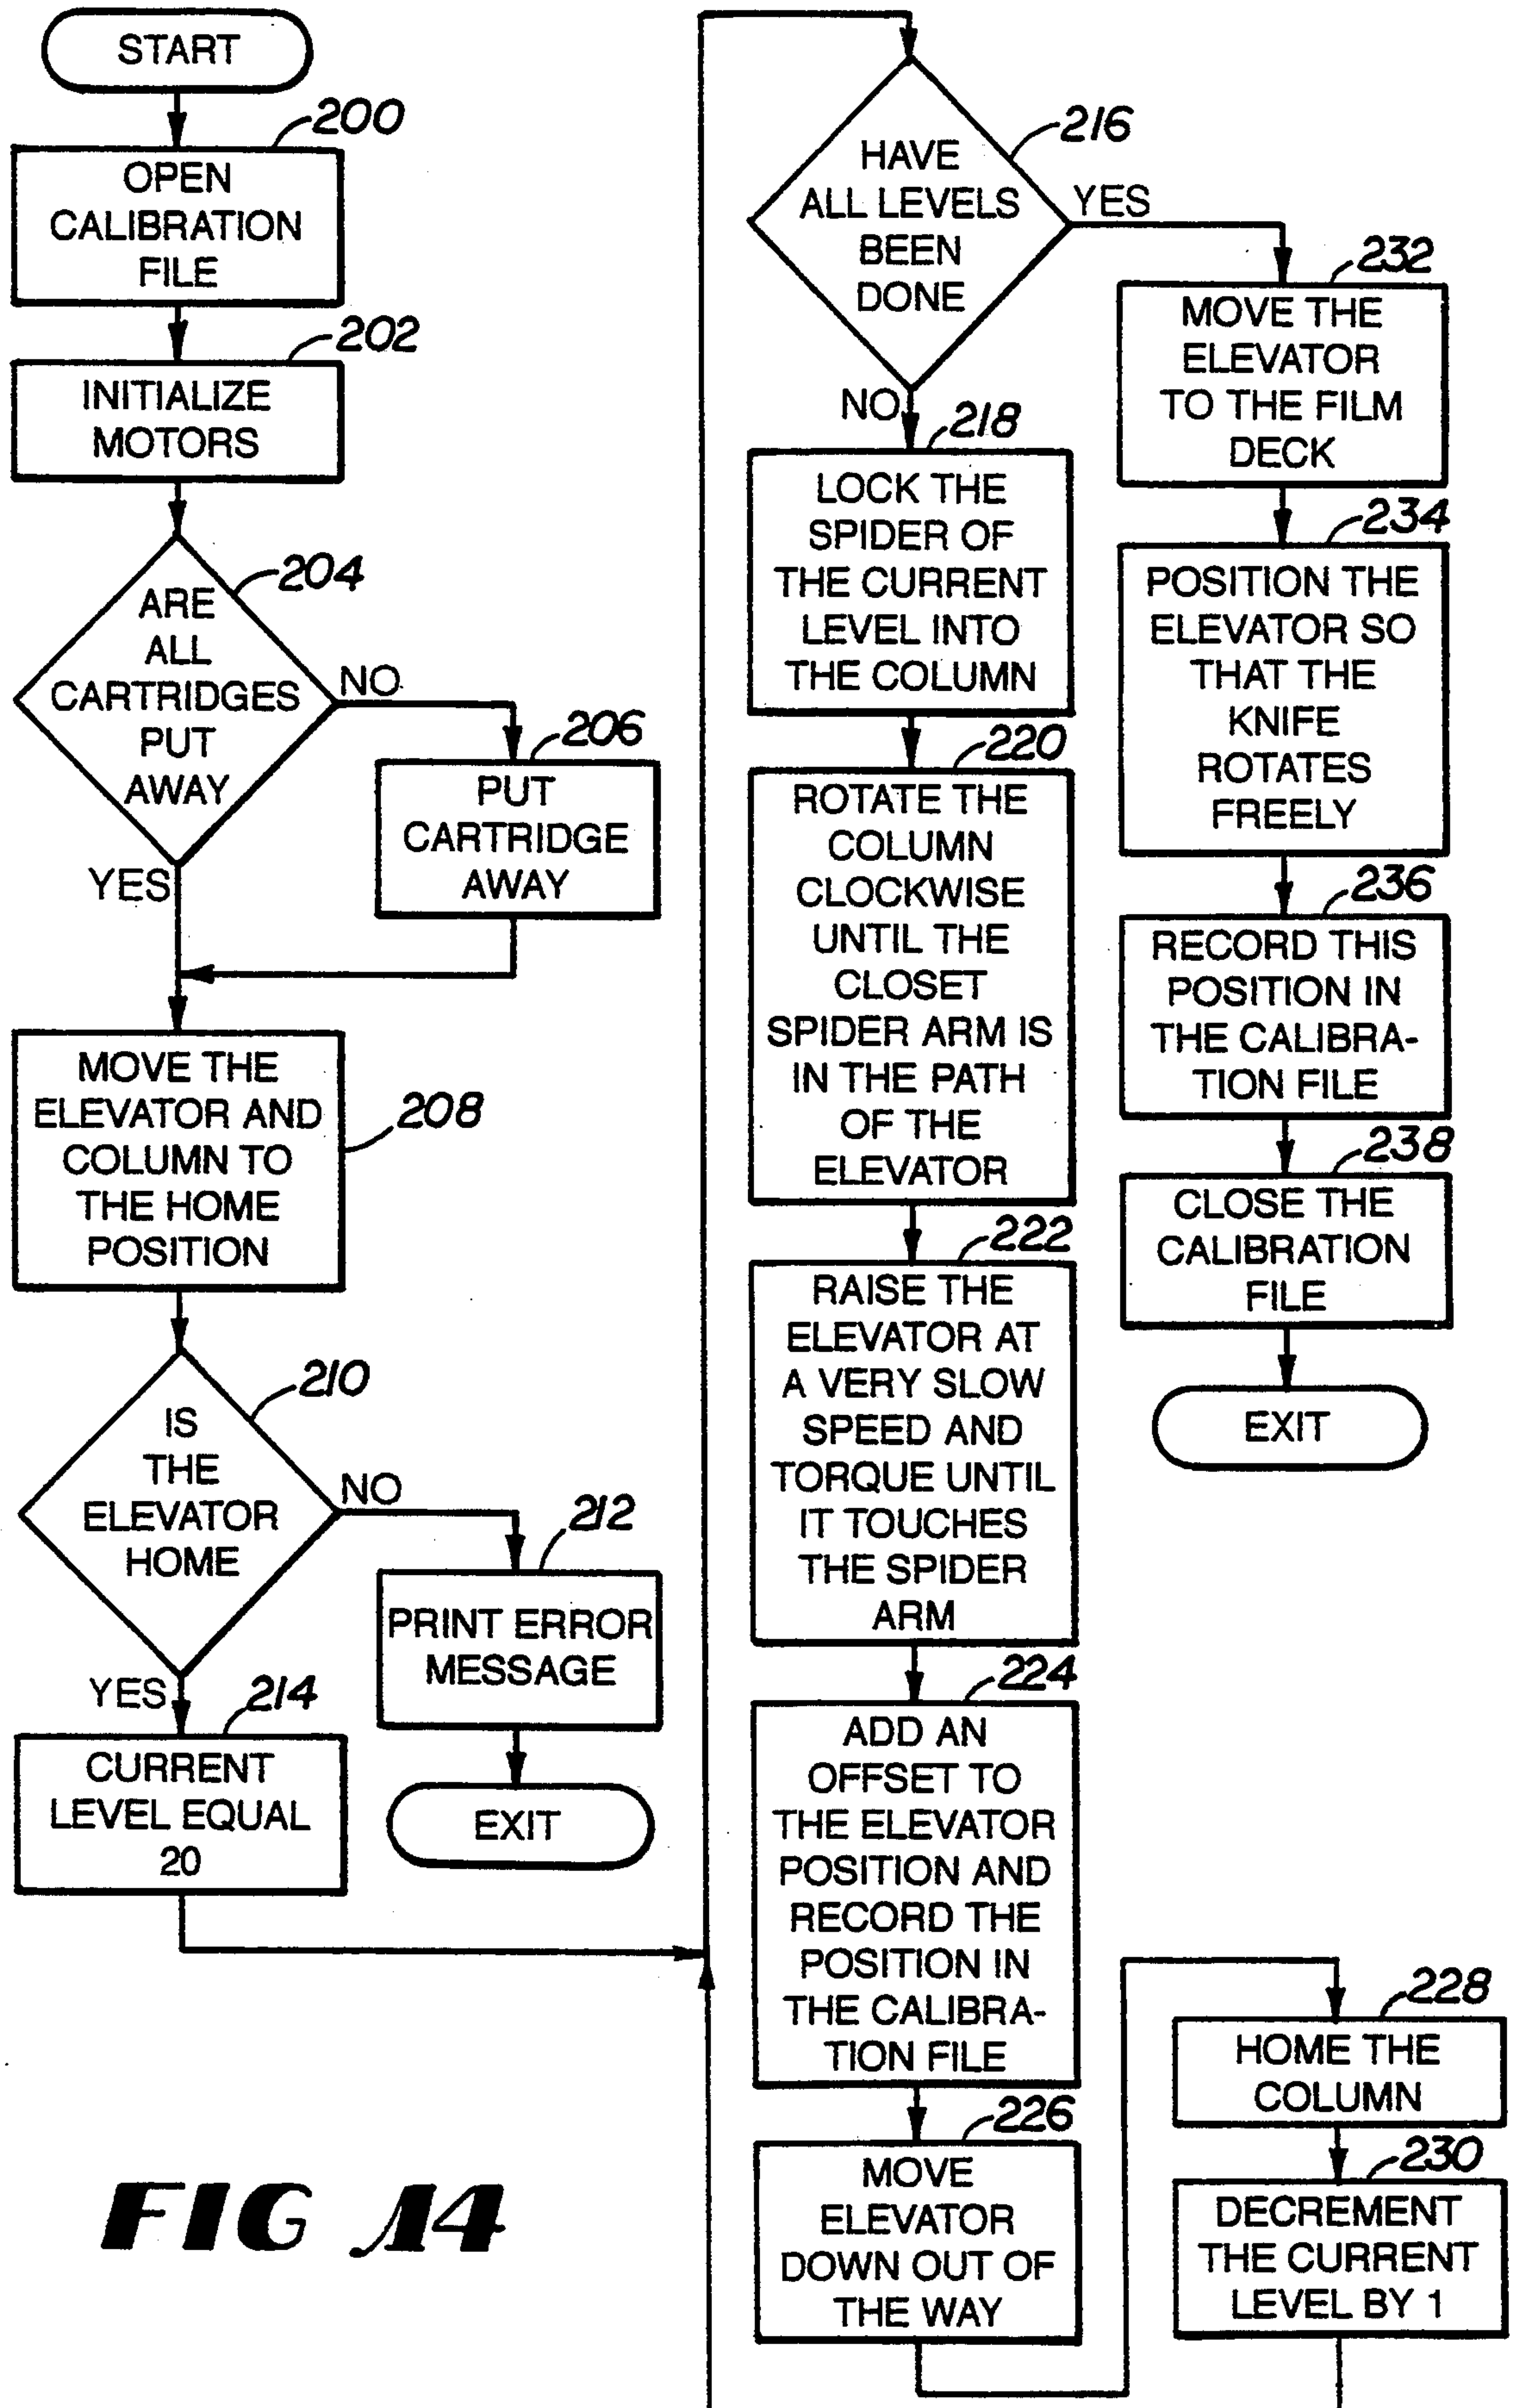 START
200
OPEN
CALIBRATION
FILE
202
INITIALIZE
MOTORS
204
ARE
ALL
CARTRIDGES
PUT
AWAY
NO
206
PUT
CARTRIDGE
AWAY
YES
MOVE THE
ELEVATOR AND
COLUMN TO
THE HOME
POSITION
208
210
IS
THE
ELEVATOR
HOME
NO
212
PRINT ERROR
MESSAGE
EXIT
YES
214
CURRENT
LEVEL EQUAL
20
216
HAVE
ALL LEVELS
BEEN
DONE
YES
NO
218
LOCK THE
SPIDER OF
THE CURRENT
LEVEL INTO
THE COLUMN
220
ROTATE THE
COLUMN
CLOCKWISE
UNTIL THE
CLOSET
SPIDER ARM IS
IN THE PATH
OF THE
ELEVATOR
222
RAISE THE
ELEVATOR AT
A VERY SLOW
SPEED AND
TORQUE UNTIL
IT TOUCHES
THE SPIDER
ARM
224
ADD AN
OFFSET TO
THE ELEVATOR
POSITION AND
RECORD THE
POSITION IN
THE CALIBRA-
TION FILE
226
MOVE
ELEVATOR
DOWN OUT OF
THE WAY
228
HOME THE
COLUMN
230
DECREMENT
THE CURRENT
LEVEL BY 1
232
MOVE THE
ELEVATOR
TO THE FILM
DECK
234
POSITION THE
ELEVATOR SO
THAT THE
KNIFE
ROTATES
FREELY
236
RECORD THIS
POSITION IN
THE CALIBRA-
TION FILE
238
CLOSE THE
CALIBRATION
FILE
EXIT
FIG 14